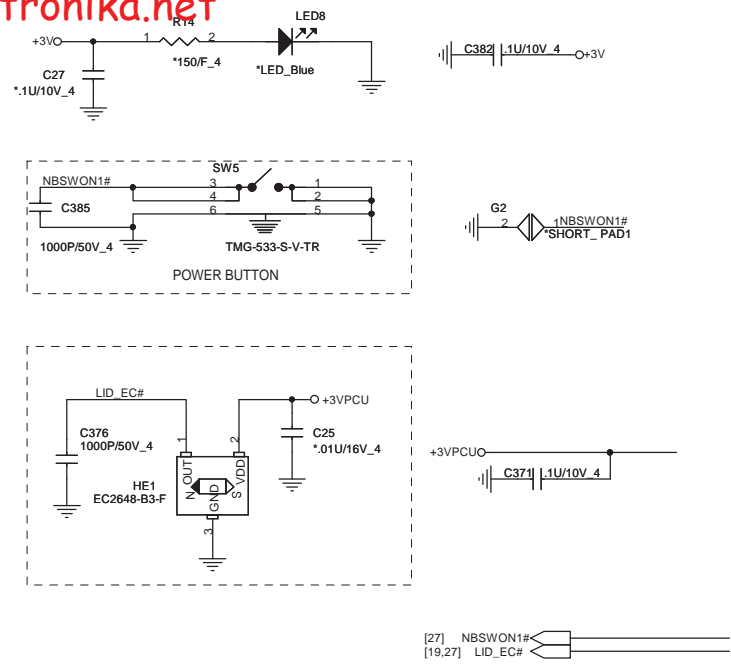 tronika.net
R14
LED8
+3V
1
2
*150/F_4
*LED_Blue
C27
*.1U/10V_4
C382
.1U/10V_4
+3V
NBSWON1#
SW5
3
4
6
1
2
5
C385
1000P/50V_4
TMG-533-S-V-TR
POWER BUTTON
G2
2
1
NBSWON1#
*SHORT_ PAD1
LID_EC#
+3VPCU
C376
1000P/50V_4
1
2
C25
*.01U/16V_4
HE1
EC2648-B3-F
OUT
VDD
N
S
GND
3
+3VPCU
C371
.1U/10V_4
[27] NBSWON1#
[19,27] LID_EC#